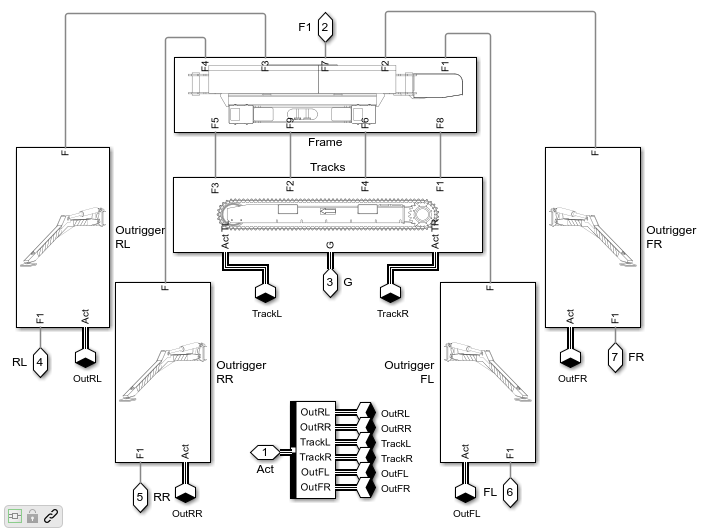 F1 2
F4 F3 F7 F2 F1
F5 F9 F6 F8
Frame
Tracks
F3 F2 F4 F1
Act TL G Act TR
3 G
TrackL TrackR
F
Outrigger
RL
F1 Act
RL 4
OutRL
F
Outrigger
RR
F1 Act
5 RR
OutRR
F
Outrigger
FL
Act F1
FL 6
OutFL
F
Outrigger
FR
Act F1
7 FR
OutFR
1
Act
OutRL OutRL
OutRR OutRR
TrackL TrackL
TrackR TrackR
OutFL OutFL
OutFR OutFR